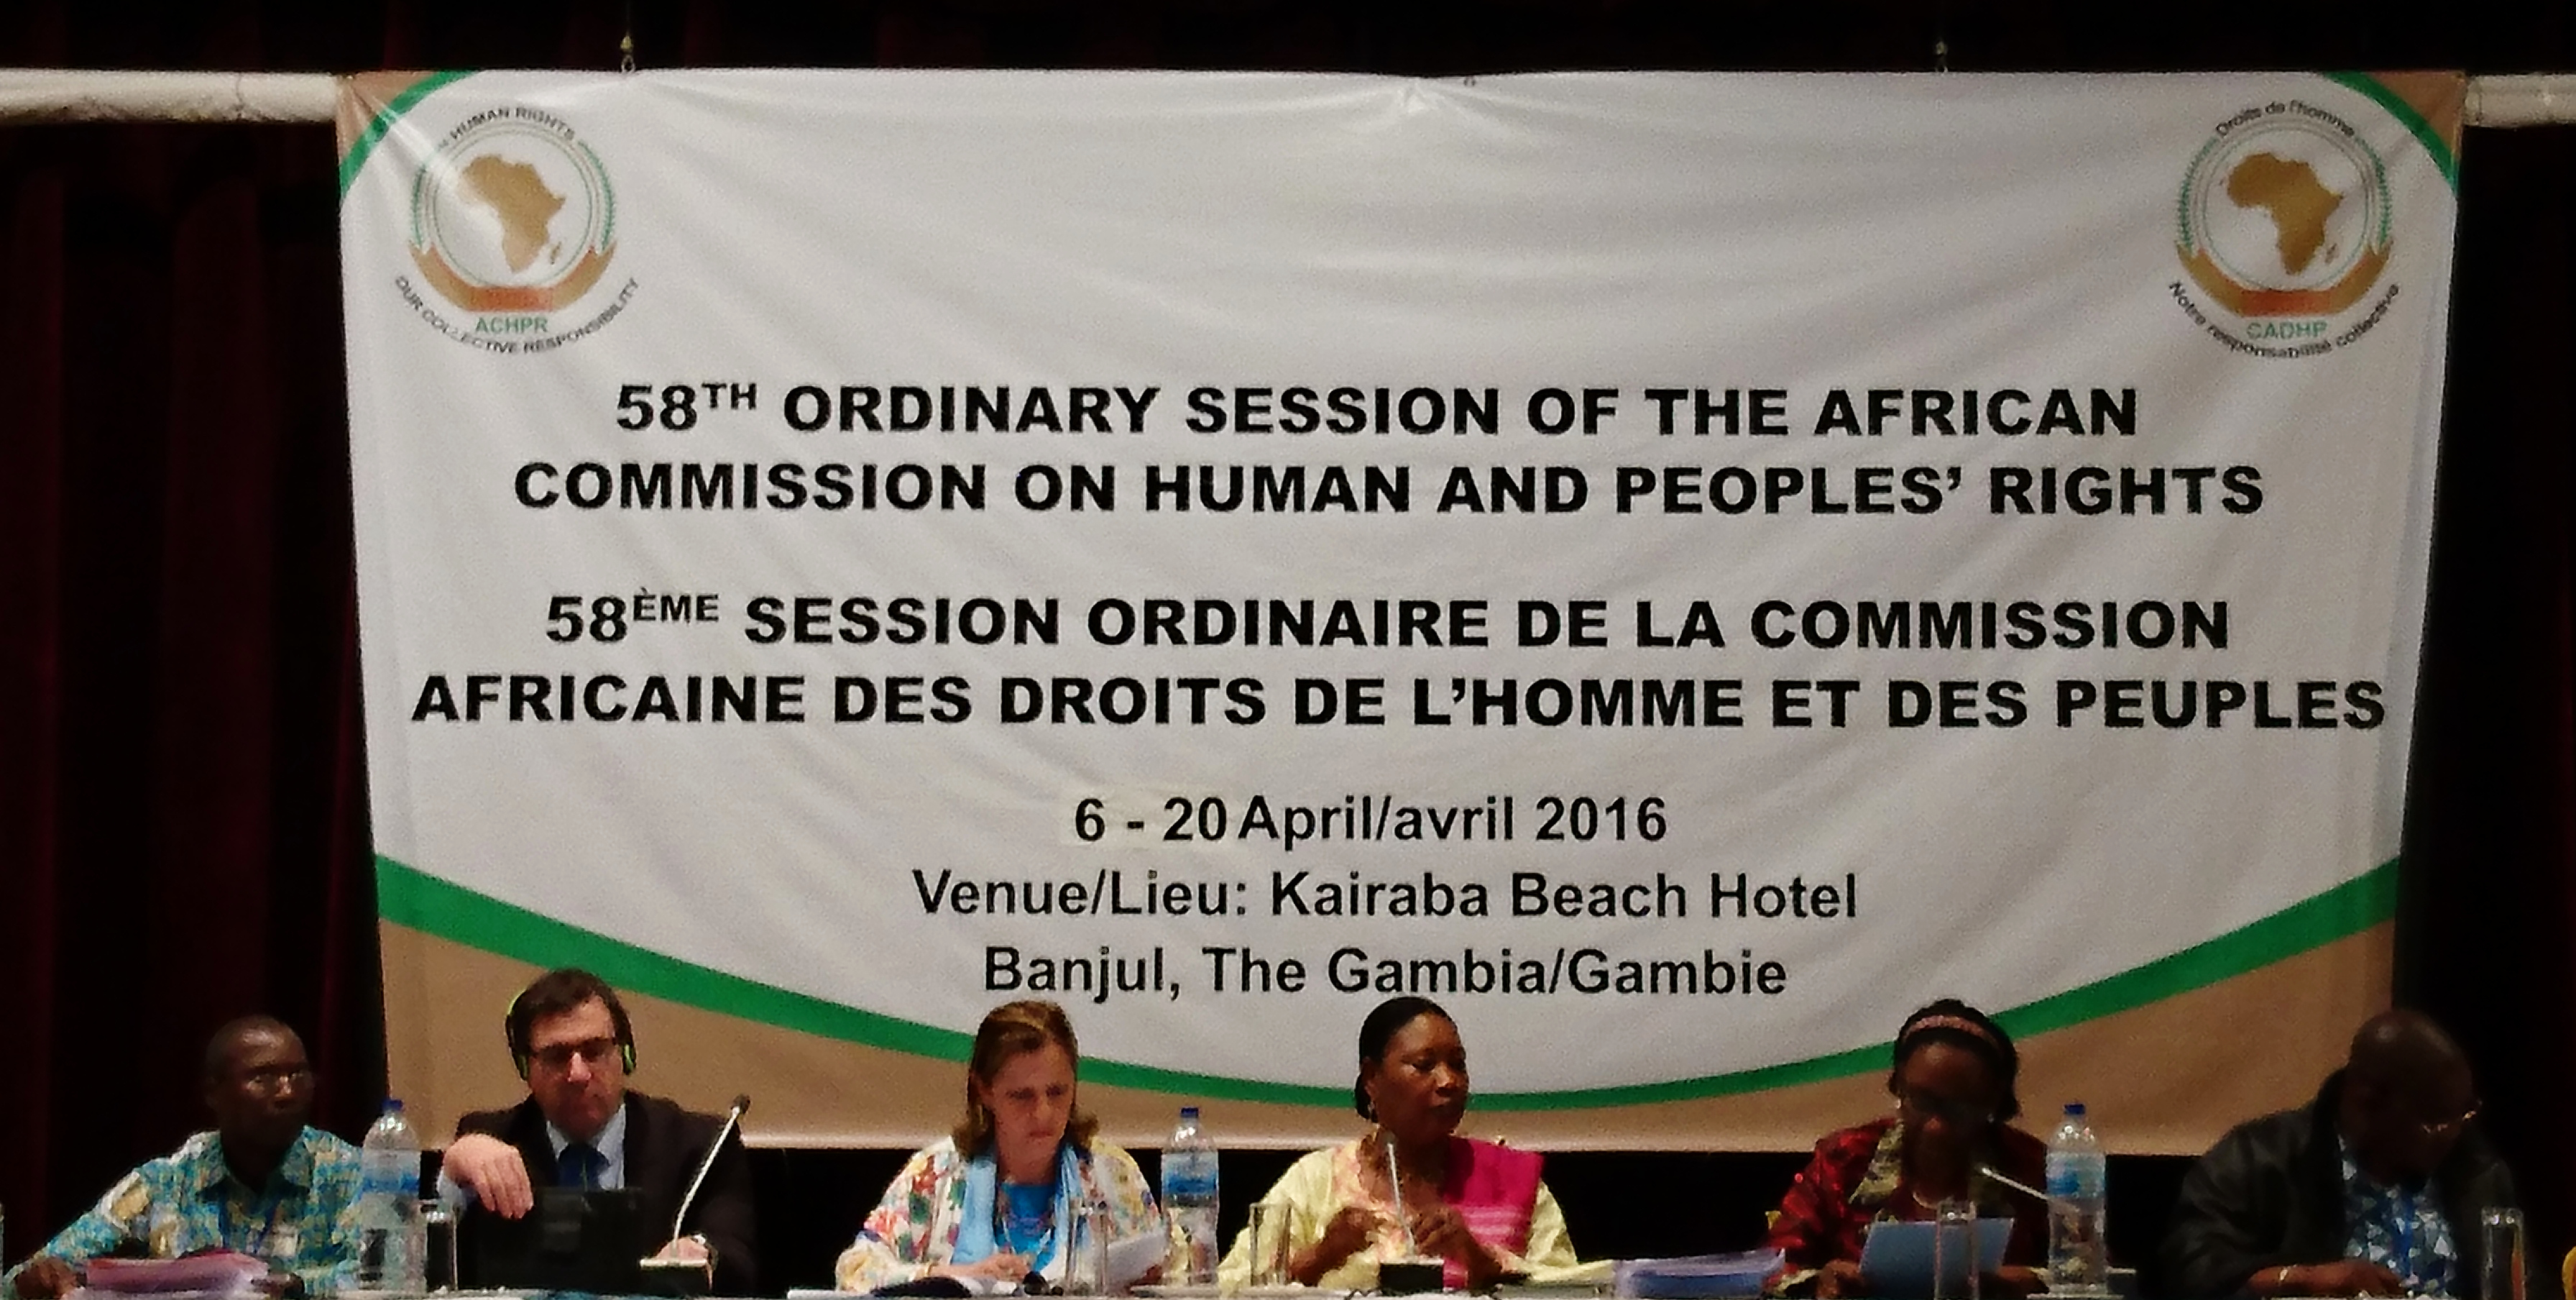 HUMAN RIGHTS
ACHPR
OUR COLLECTIVE RESPONSIBILITY
Droits de l'homme
CADHP
Notre responsabilité collective
58TH ORDINARY SESSION OF THE AFRICAN
COMMISSION ON HUMAN AND PEOPLES' RIGHTS
58ÈME SESSION ORDINAIRE DE LA COMMISSION
AFRICAINE DES DROITS DE L'HOMME ET DES PEUPLES
6 - 20 April/avril 2016
Venue/Lieu: Kairaba Beach Hotel
Banjul, The Gambia/Gambie